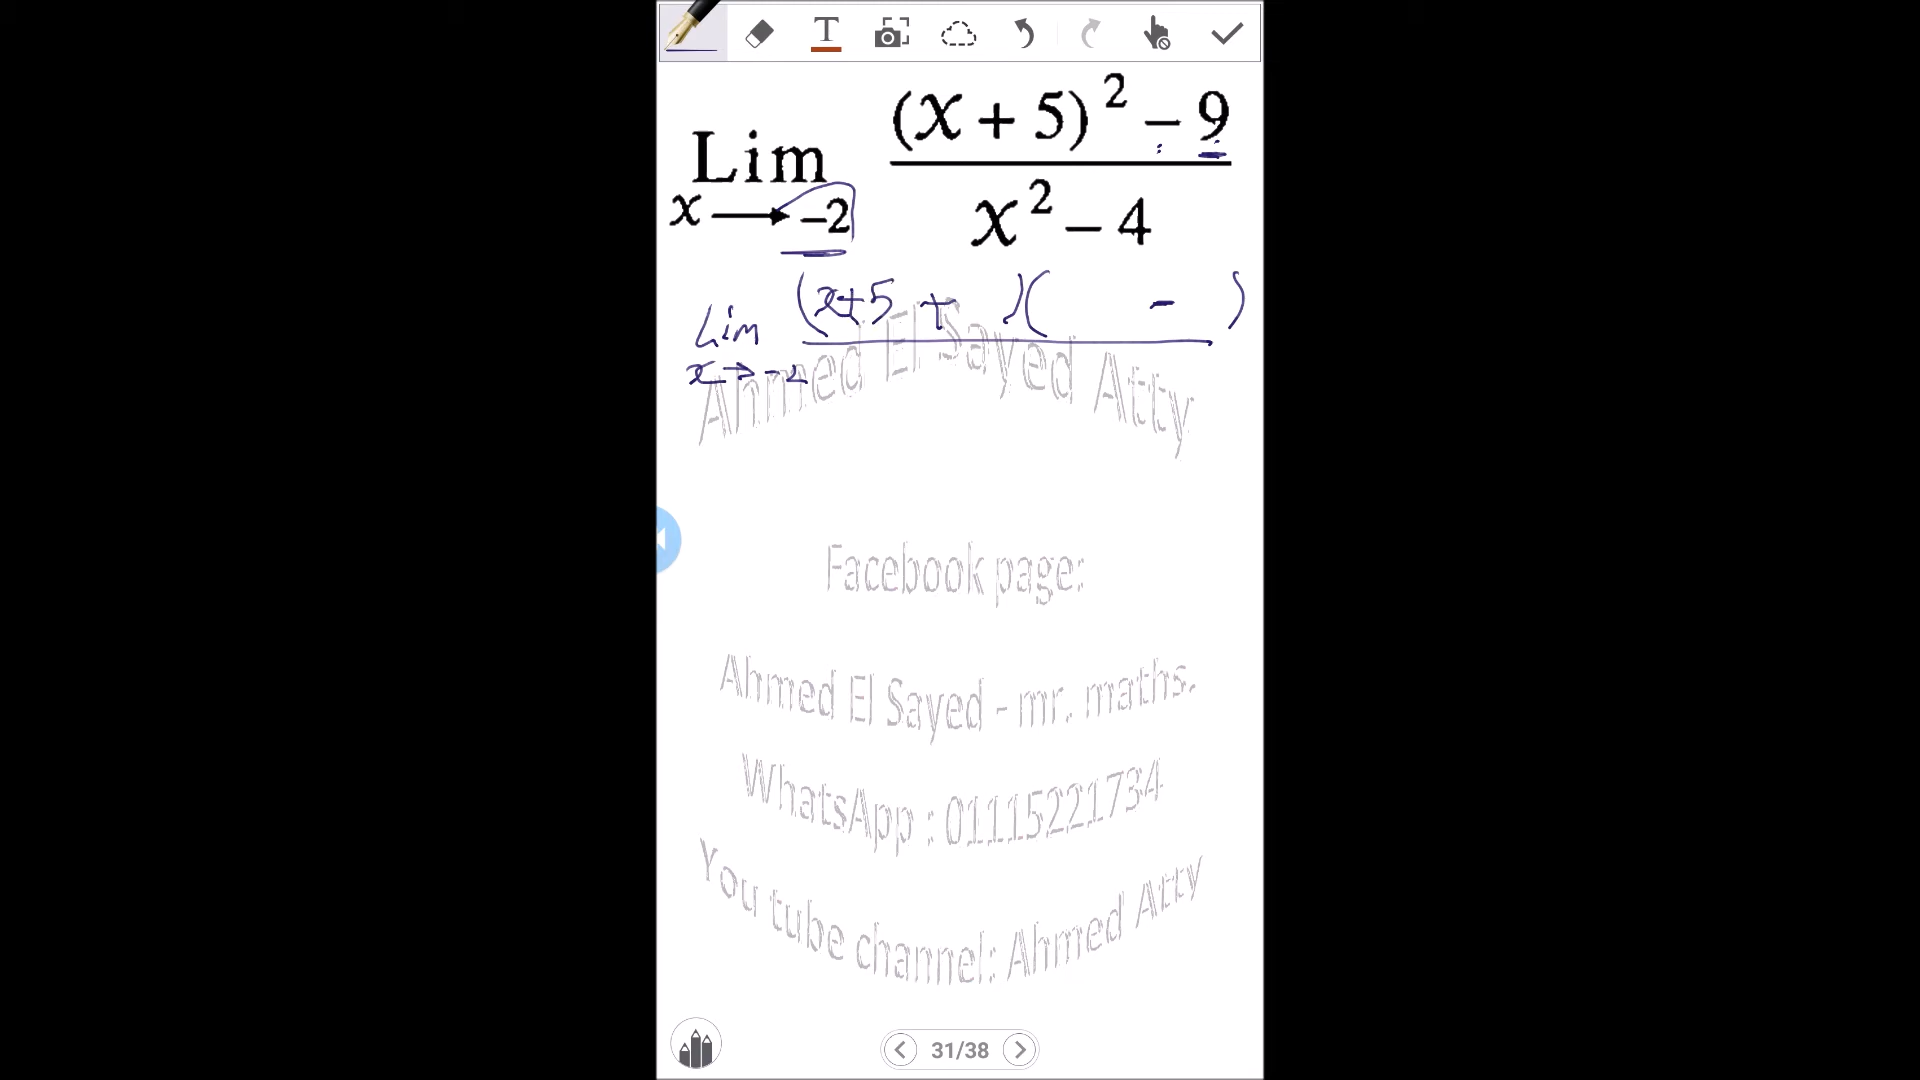 T
Lim x → -2 (x + 5)² - 9 / x² - 4
Lim x → -2 (x+5 + )( - )
Ahmed El Sayed Atty
Facebook page:
Ahmed El Sayed - mr. maths.
WhatsApp : 01115221734
You tube channel: Ahmed Atty
31/38